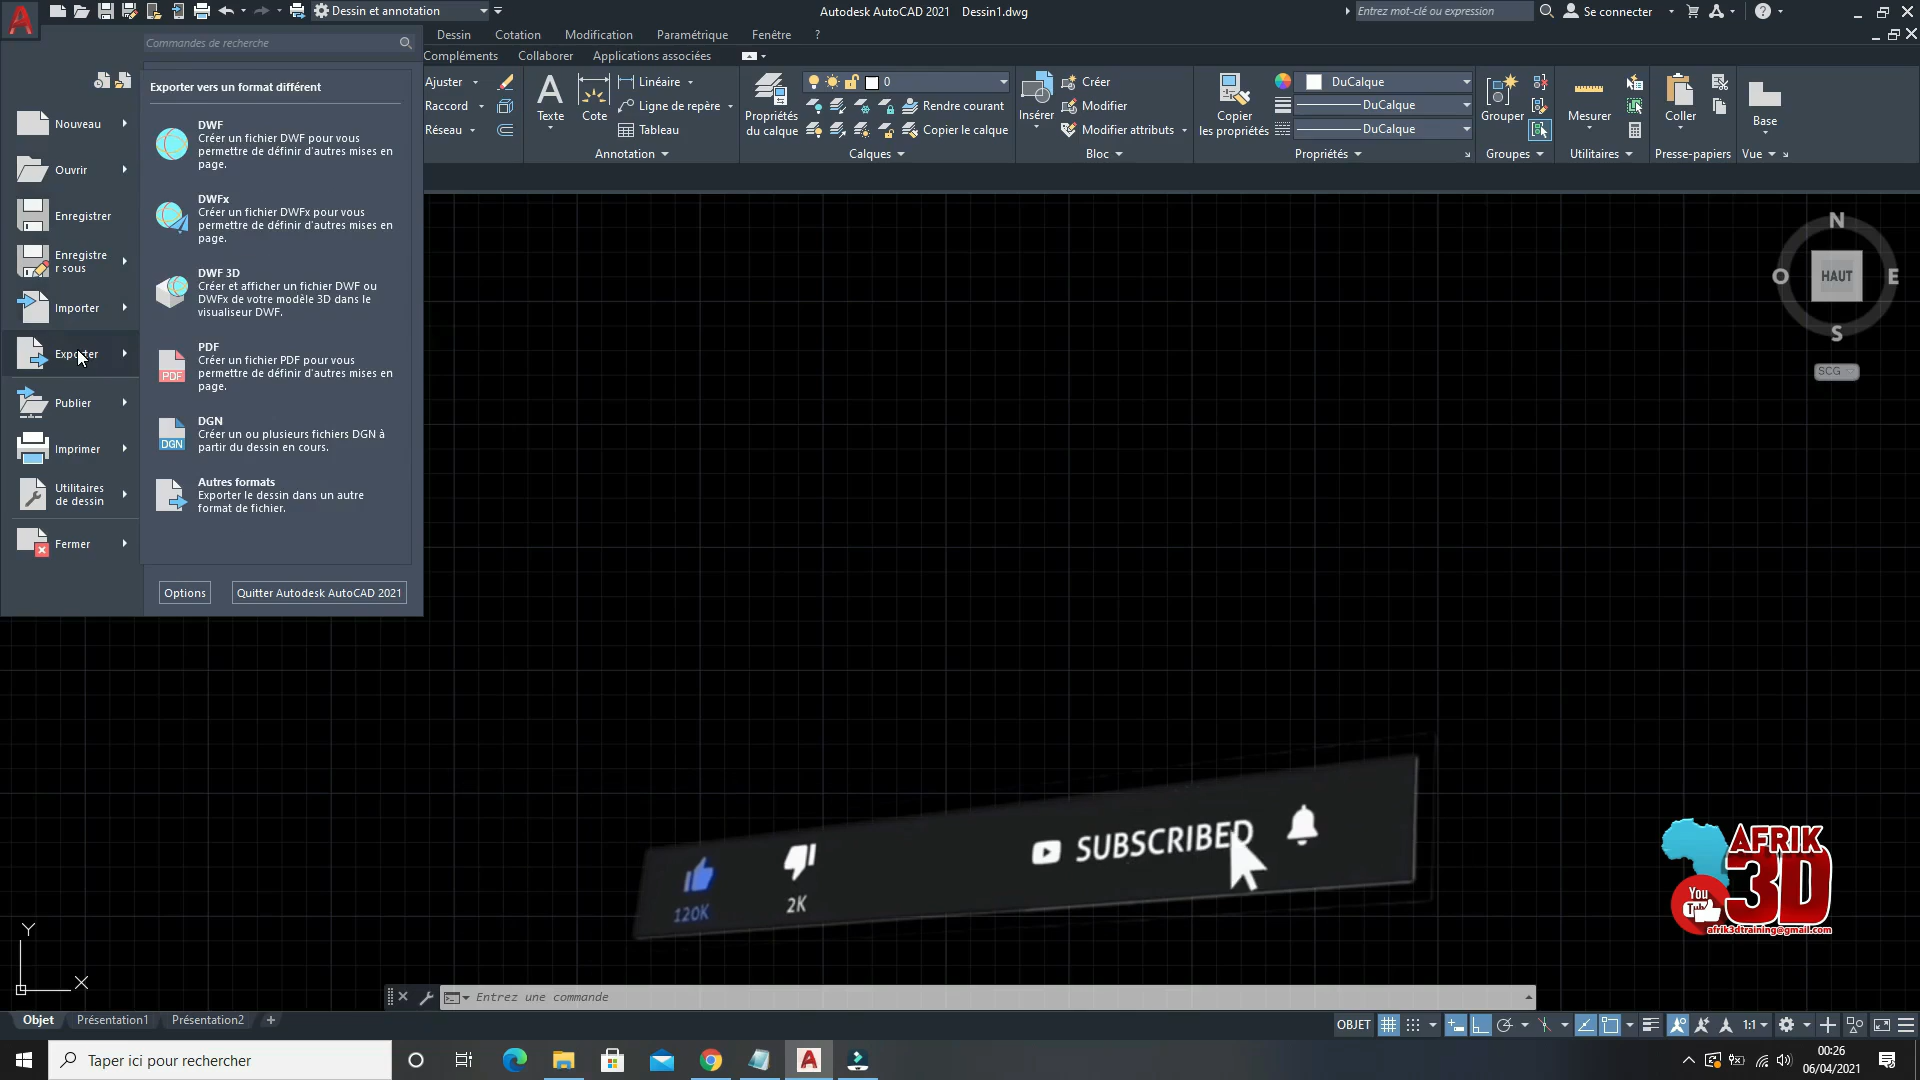 Dessin et annotation
Autodesk AutoCAD 2021 Dessin1.dwg
Entrez mot-clé ou expression
Se connecter
Commandes de recherche
Dessin Cotation Modification Paramétrique Fenêtre ?
Compléments Collaborer Applications associées
Exporter vers un format différent
Nouveau
Ouvrir
Enregistrer
Enregistre
r sous
Importer
Exporter
Publier
Imprimer
Utilitaires
de dessin
Fermer
DWF
Créer un fichier DWF pour vous
permettre de définir d'autres mises en
page.
DWFx
Créer un fichier DWFx pour vous
permettre de définir d'autres mises en
page.
DWF 3D
Créer et afficher un fichier DWF ou
DWFx de votre modèle 3D dans le
visualiseur DWF.
PDF
PDF
Créer un fichier PDF pour vous
permettre de définir d'autres mises en
page.
DGN
DGN
Créer un ou plusieurs fichiers DGN à
partir du dessin en cours.
Autres formats
Exporter le dessin dans un autre
format de fichier.
Options
Quitter Autodesk AutoCAD 2021
Ajuster
Raccord
Réseau
A
Texte
Cote
Linéaire
Ligne de repère
Tableau
Annotation
Propriétés
du calque
0
Rendre courant
Copier le calque
Calques
Insérer
Créer
Modifier
Modifier attributs
Bloc
Copier
les propriétés
DuCalque
DuCalque
DuCalque
Propriétés
Grouper
Groupes
Mesurer
Utilitaires
Coller
Presse-papiers
Base
Vue
N
O
HAUT
E
S
SCG
120K
2K
SUBSCRIBED
AFRIK
3D
You
Tube
afrik3dtraining@gmail.com
Y
X
Entrez une commande
Objet Présentation1 Présentation2 +
OBJET
1:1
Taper ici pour rechercher
00:26
06/04/2021